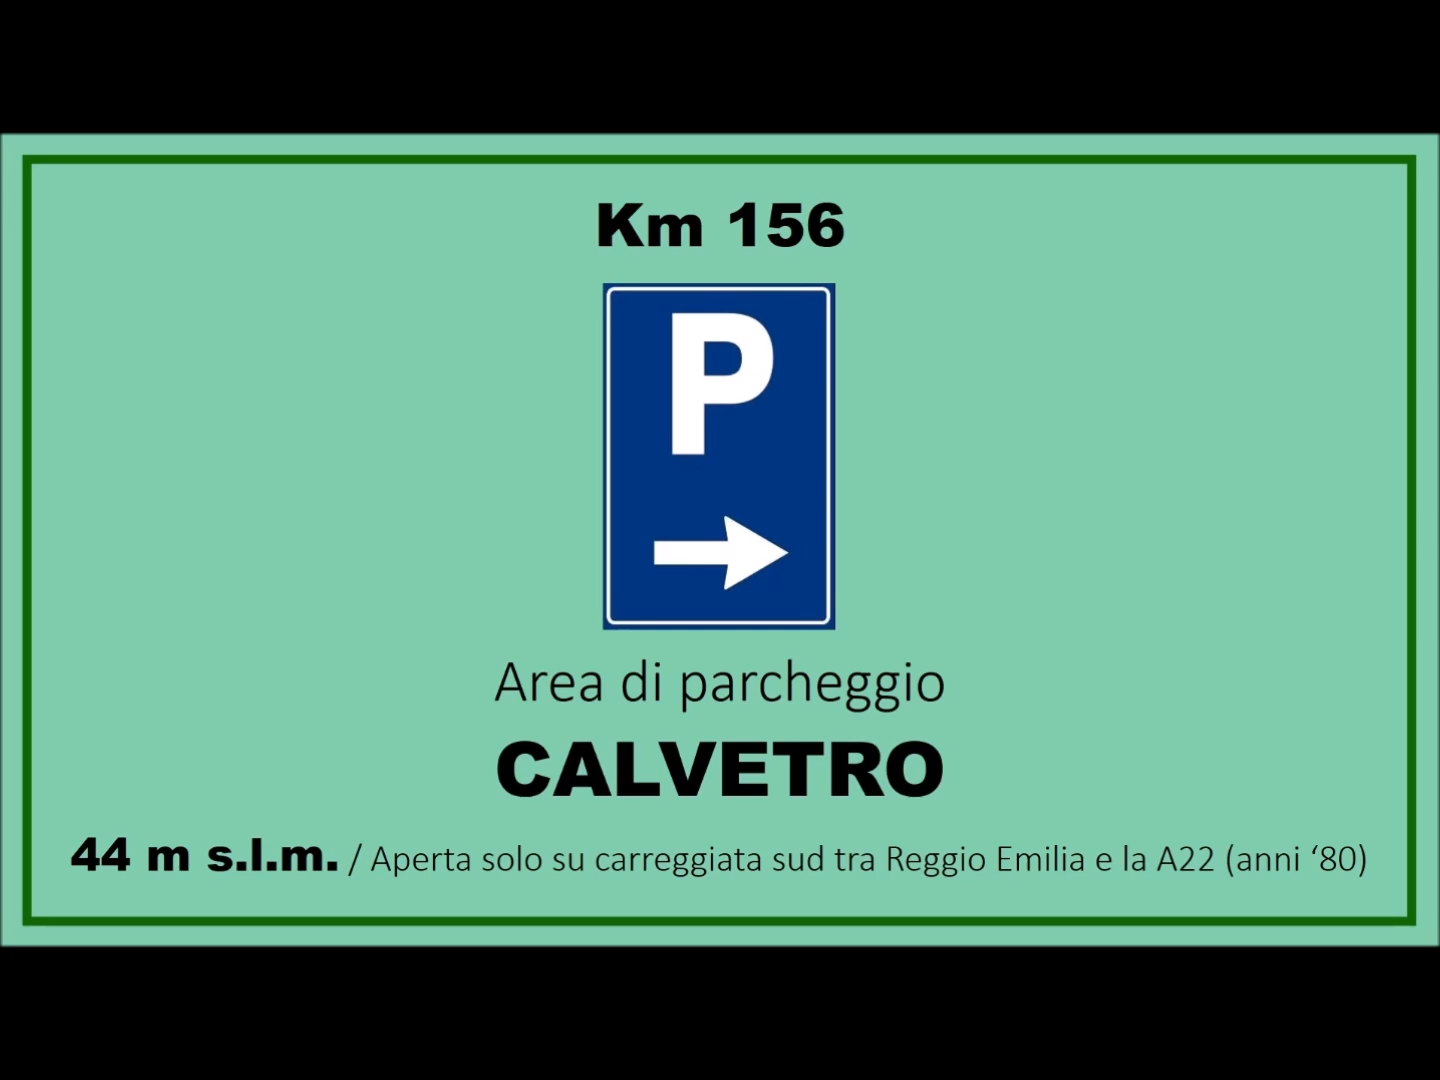 Km 156
P
Area di parcheggio
CALVETRO
44 m s.l.m. / Aperta solo su carreggiata sud tra Reggio Emilia e la A22 (anni ‘80)